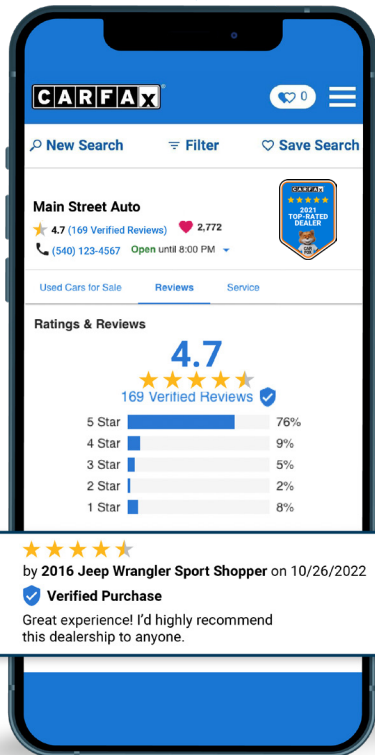 CARFAX
0
New Search Filter Save Search
Main Street Auto
4.7 (169 Verified Reviews) 2,772
(540) 123-4567 Open until 8:00 PM
CARFAX
2021
TOP-RATED
DEALER
CAR
FOX
Used Cars for Sale Reviews Service
Ratings & Reviews
4.7
169 Verified Reviews
5 Star 76%
4 Star 9%
3 Star 5%
2 Star 2%
1 Star 8%
by 2016 Jeep Wrangler Sport Shopper on 10/26/2022
Verified Purchase
Great experience! I'd highly recommend
this dealership to anyone.